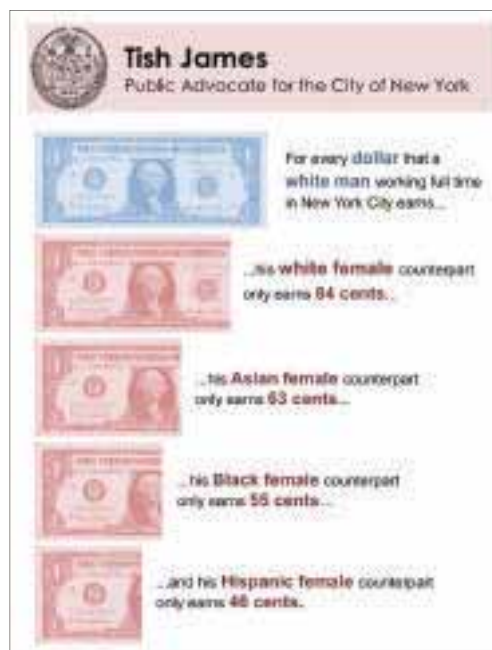 Tish James
Public Advocate for the City of New York
For every dollar that a
white man working full time
in New York City earns...
...his white female counterpart
only earns 84 cents...
...his Asian female counterpart
only earns 63 cents...
...his Black female counterpart
only earns 55 cents...
...and his Hispanic female counterpart
only earns 46 cents.